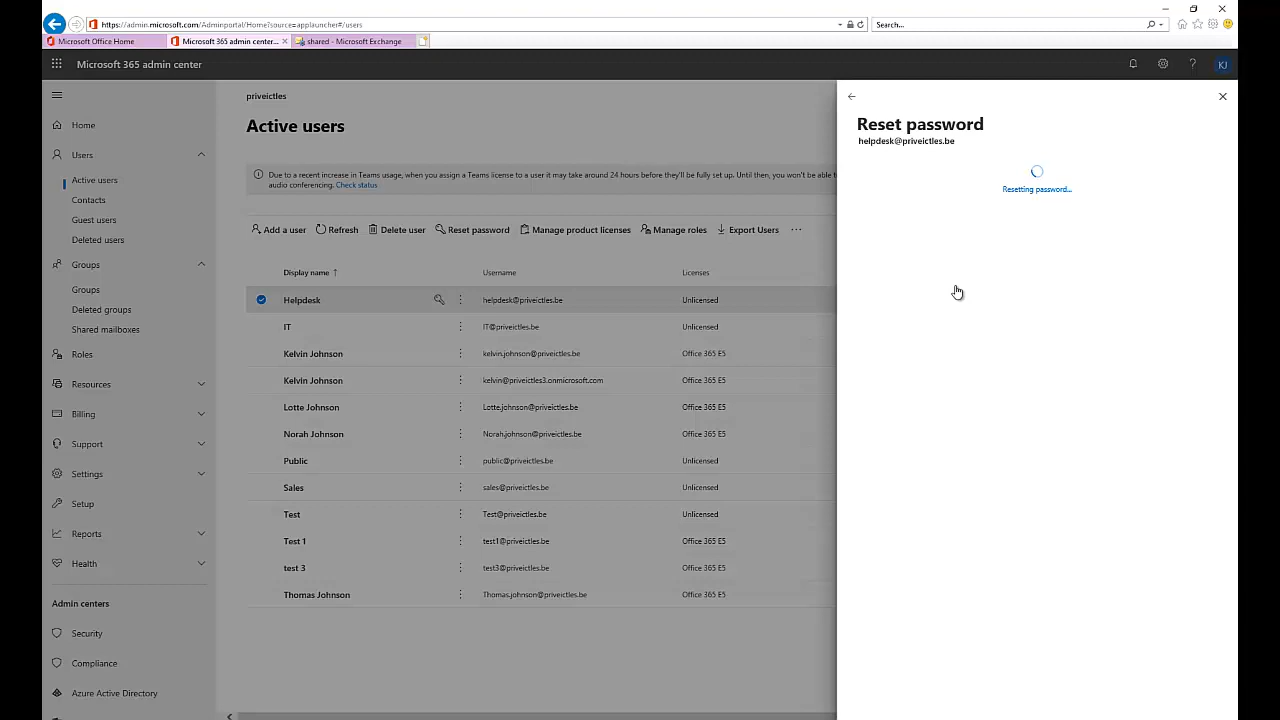 https://admin.microsoft.com/Adminportal/Home?source=applauncher#/users
Search...
Microsoft Office Home
Microsoft 365 admin center...
shared - Microsoft Exchange
Microsoft 365 admin center
KJ
Home
Users
Active users
Contacts
Guest users
Deleted users
Groups
Groups
Deleted groups
Shared mailboxes
Roles
Resources
Billing
Support
Settings
Setup
Reports
Health
Admin centers
Security
Compliance
Azure Active Directory
priveictles
Active users
Due to a recent increase in Teams usage, when you assign a Teams license to a user it may take around 24 hours before they'll be fully set up. Until then, you won't be able t
audio conferencing. Check status
Add a user Refresh Delete user Reset password Manage product licenses Manage roles Export Users
Display name ↑ Username Licenses
Helpdesk helpdesk@priveictles.be Unlicensed
IT IT@priveictles.be Unlicensed
Kelvin Johnson kelvin.johnson@priveictles.be Office 365 E5
Kelvin Johnson kelvin@priveictles3.onmicrosoft.com Office 365 E5
Lotte Johnson Lotte.johnson@priveictles.be Office 365 E5
Norah Johnson Norah.johnson@priveictles.be Office 365 E5
Public public@priveictles.be Unlicensed
Sales sales@priveictles.be Unlicensed
Test Test@priveictles.be Unlicensed
Test 1 test1@priveictles.be Office 365 E5
test 3 test3@priveictles.be Office 365 E5
Thomas Johnson Thomas.johnson@priveictles.be Office 365 E5
Reset password
helpdesk@priveictles.be
Resetting password...